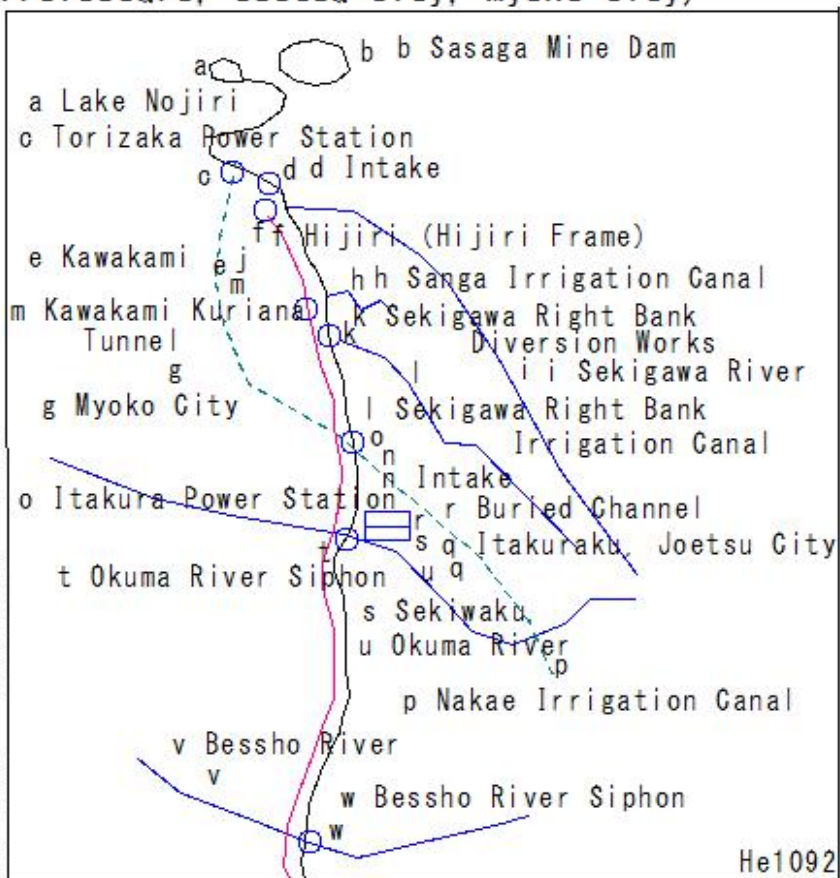 b b Sasaga Mine Dam
a
a Lake Nojiri
c Torizaka Power Station
c d d Intake
f f Hijiri (Hijiri Frame)
e Kawakami e j
m
h h Sanga Irrigation Canal
m Kawakami Kuriana
Tunnel
k k Sekigawa Right Bank
Diversion Works
g
l i i Sekigawa River
g Myoko City
l Sekigawa Right Bank
Irrigation Canal
o
n
n Intake
o Itakura Power Station
r r Buried Channel
s q Itakuraku, Joetsu City
t
t Okuma River Siphon u q
s Sekiwaku
u Okuma River
p
p Nakae Irrigation Canal
v Bessho River
v
w Bessho River Siphon
w
He1092